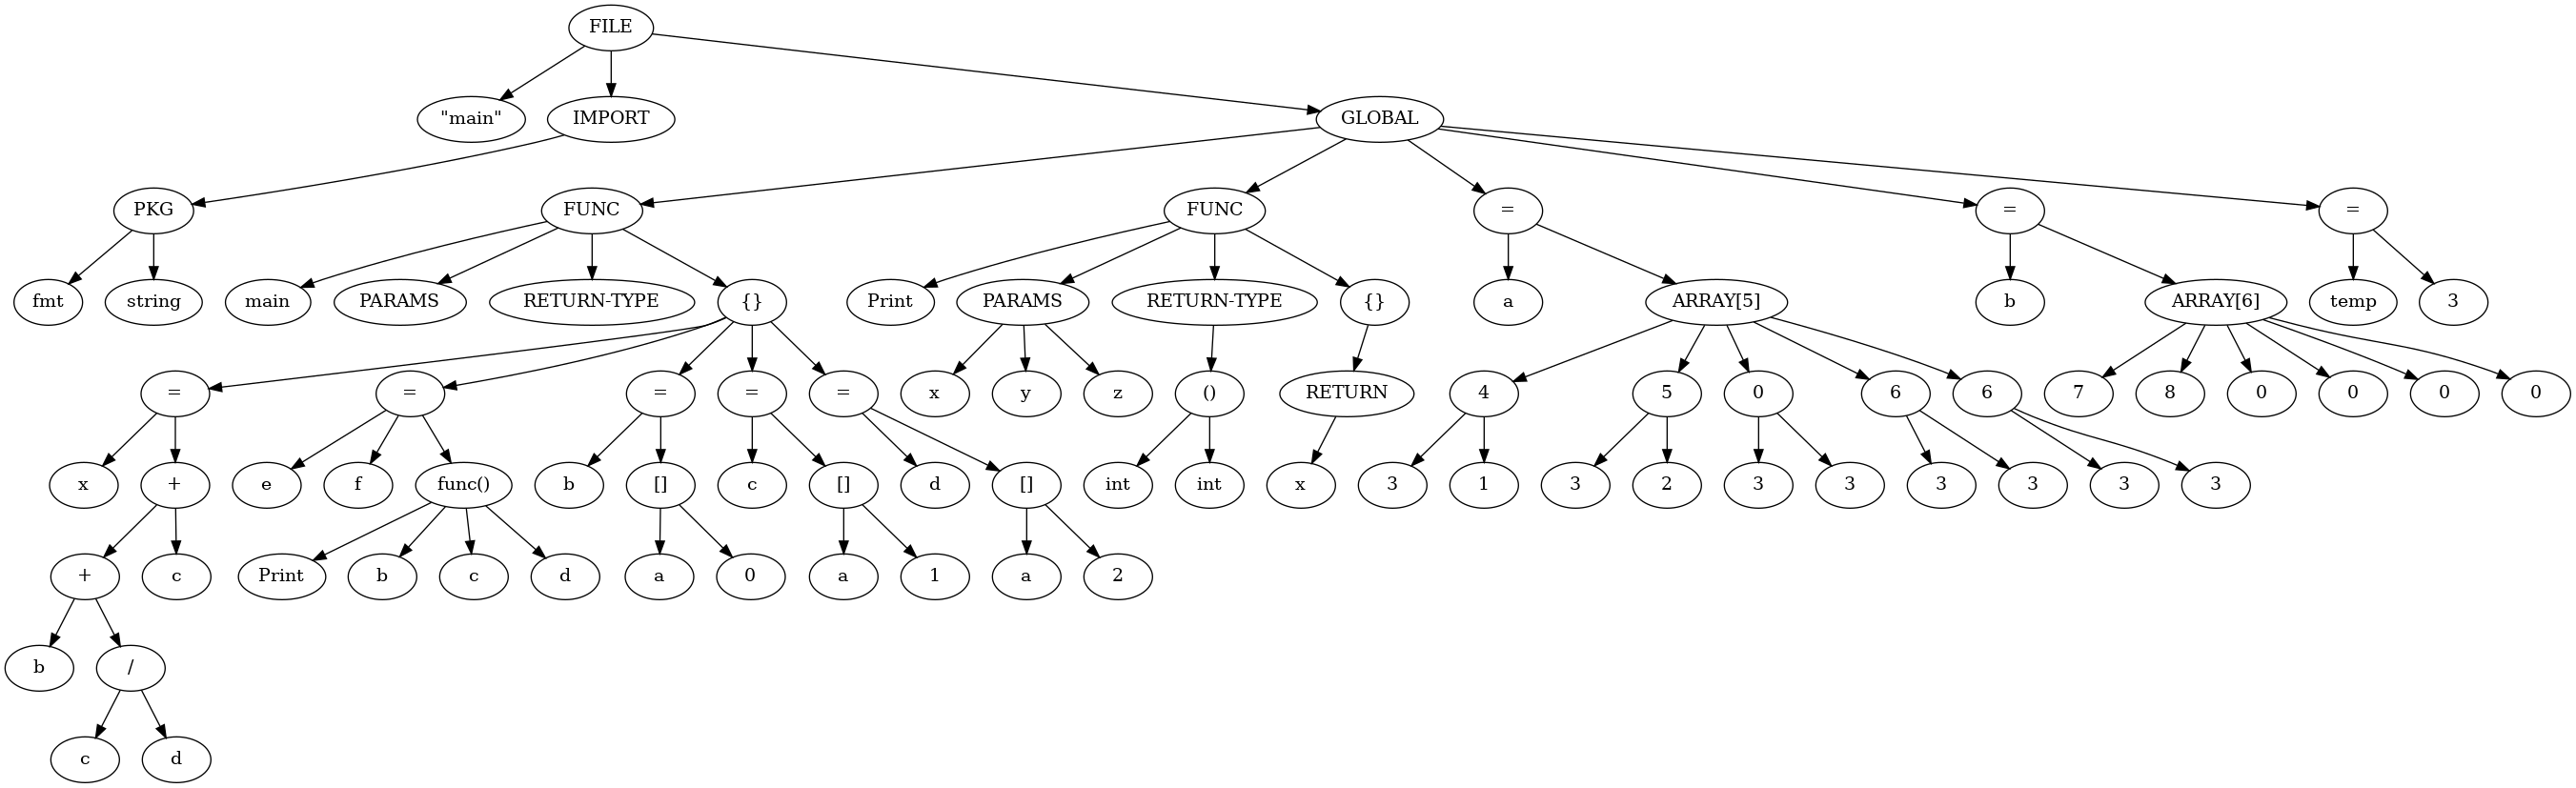 FILE
"main" IMPORT GLOBAL
PKG FUNC FUNC = = =
fmt string main PARAMS RETURN-TYPE {} Print PARAMS RETURN-TYPE {} a ARRAY[5] b ARRAY[6] temp 3
= = = = = x y z () RETURN 4 5 0 6 6 7 8 0 0 0 0
x + e f func() b [] c [] d [] int int x 3 1 3 2 3 3 3 3 3 3
+ c Print b c d a 0 a 1 a 2
b /
c d